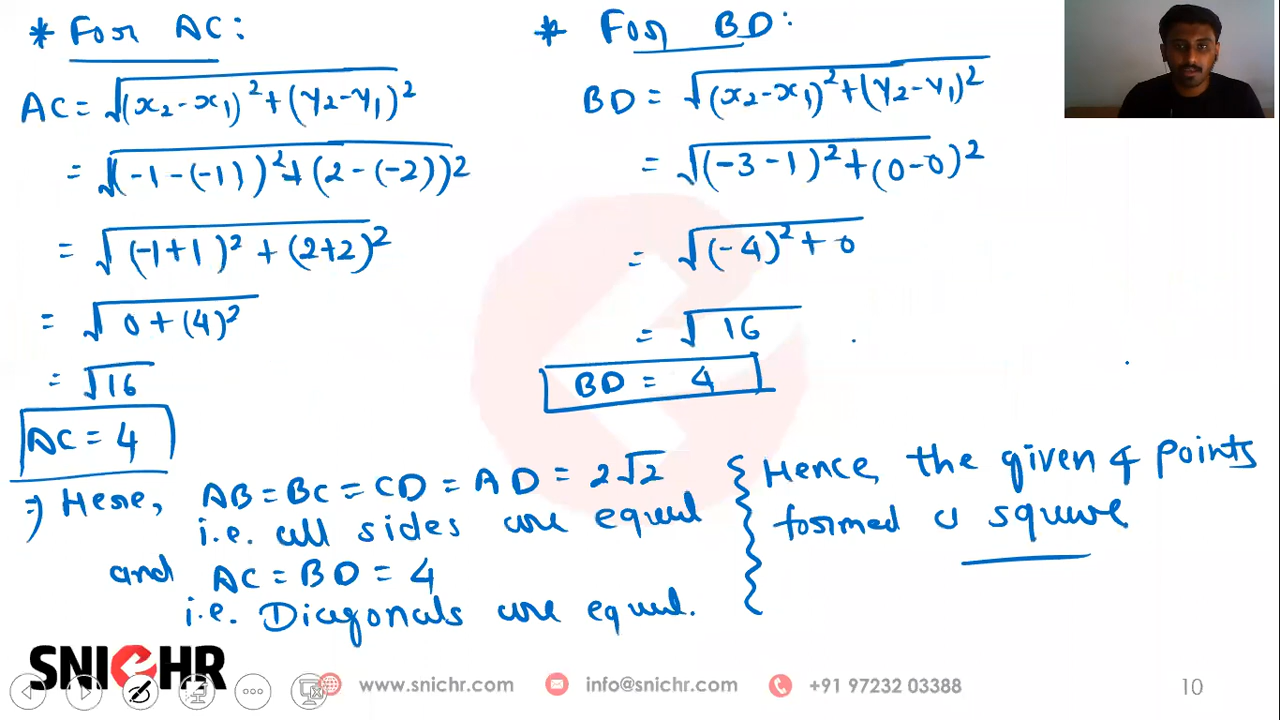 * For AC:
AC = √(x₂-x₁)²+(y₂-y₁)²
= √(-1-(-1))²+(2-(-2))²
= √(-1+1)²+(2+2)²
= √0+(4)²
= √16
AC = 4
* For BD:
BD = √(x₂-x₁)²+(y₂-y₁)²
= √(-3-1)²+(0-0)²
= √(-4)²+0
= √16
BD = 4
⇒ Here, AB = BC = CD = AD = 2√2
i.e. all sides are equal
and AC = BD = 4
i.e. Diagonals are equal.
Hence, the given 4 points
formed a square
SNICHR
www.snichr.com info@snichr.com +91 97232 03388 10